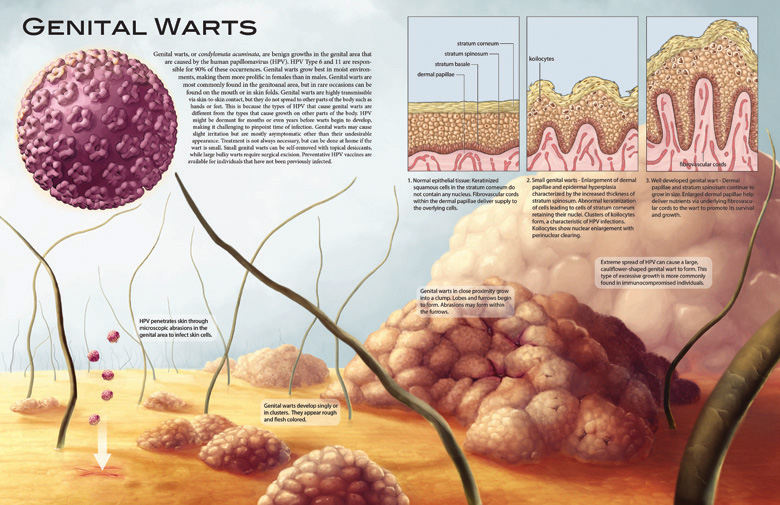 GENITAL WARTS
Genital warts, or condylomata acuminata, are benign growths in the genital area that
are caused by the human papillomavirus (HPV). HPV Type 6 and 11 are respon-
sible for 90% of these occurrences. Genital warts grow best in moist environ-
ments, making them more prolific in females than in males. Genital warts are
most commonly found in the genitoanal area, but in rare occasions can be
found on the mouth or in skin folds. Genital warts are highly transmissible
via skin-to-skin contact, but they do not spread to other parts of the body such as
hands or feet. This is because the types of HPV that cause genital warts are
different from the types that cause growth on other parts of the body. HPV
might be dormant for months or even years before warts begin to develop,
making it challenging to pinpoint time of infection. Genital warts may cause
slight irritation but are mostly symptomatic other than their undesirable
appearance. Treatment is not always necessary, but can be done at home if the
wart is small. Small genital warts can be self-removed with topical desiccants,
while large bulky warts require surgical excision. Preventative HPV vaccines are
available for individuals that have not been previously infected.
stratum corneum
stratum spinosum
stratum basale
dermal papillae
koilocytes
fibrovascular cords
1. Normal epithelial tissue: Keratinized
squamous cells in the stratum corneum do
not contain any nucleus. Fibrovascular cords
within the dermal papillae deliver supply to
the overlying cells.
2. Small genital warts - Enlargement of dermal
papillae and epidermal hyperplasia
characterized by the increased thickness of
stratum spinosum. Abnormal keratinization
of cells leading to cells of stratum corneum
retaining their nuclei. Clusters of koilocytes
form, a characteristic of HPV infections.
Koilocytes show nuclear enlargement with
perinuclear clearing.
3. Well developed genital wart - Dermal
papillae and stratum spinosum continue to
grow in size. Enlarged dermal papillae help
deliver nutrients via underlying fibrovascu-
lar cords to the wart to promote its survival
and growth.
Extreme spread of HPV can cause a large,
cauliflower-shaped genital wart to form. This
type of excessive growth is more commonly
found in immunocompromised individuals.
Genital warts in close proximity grow
into a clump. Lobes and furrows begin
to form. Abrasions may form within
the furrows.
HPV penetrates skin through
microscopic abrasions in the
genital area to infect skin cells.
Genital warts develop singly or
in clusters. They appear rough
and flesh colored.